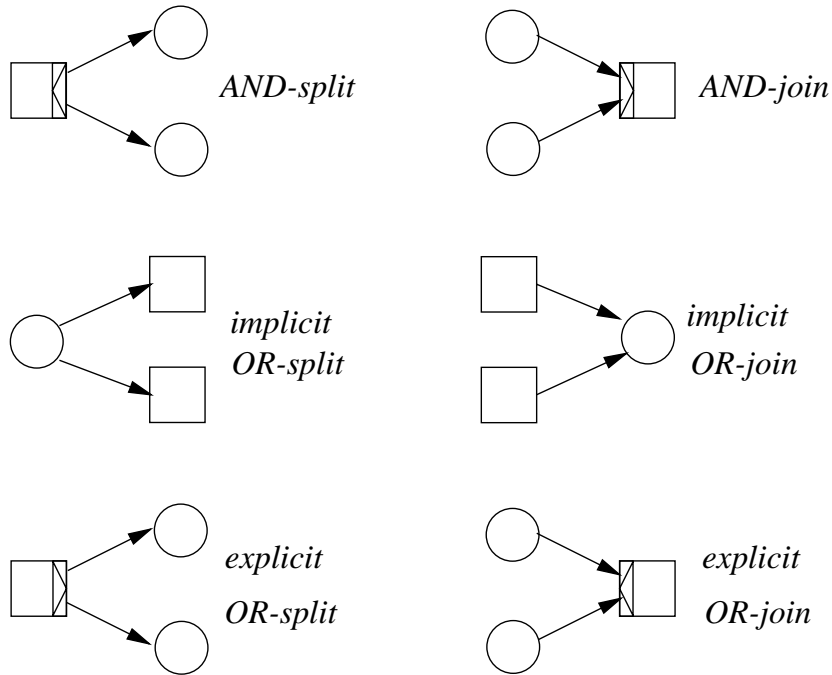 AND-split
AND-join
implicit
OR-split
implicit
OR-join
explicit
OR-split
explicit
OR-join